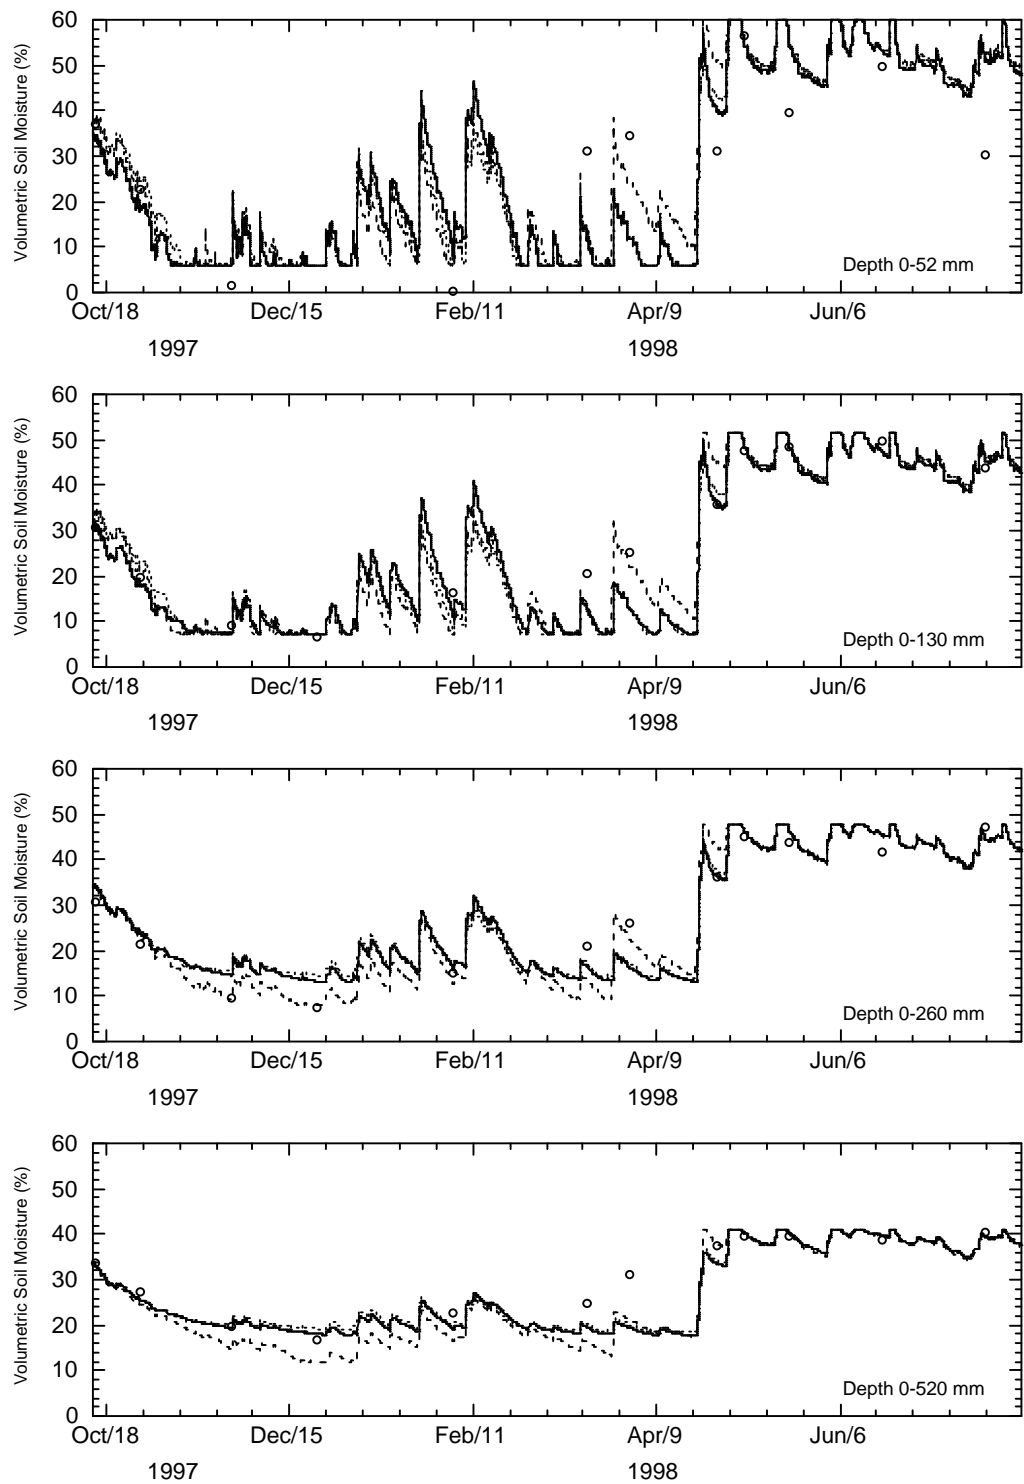 Volumetric Soil Moisture (%)
60
50
40
30
20
10
0
Depth 0-52 mm
Oct/18 Dec/15 Feb/11 Apr/9 Jun/6
1997 1998
Volumetric Soil Moisture (%)
60
50
40
30
20
10
0
Depth 0-130 mm
Oct/18 Dec/15 Feb/11 Apr/9 Jun/6
1997 1998
Volumetric Soil Moisture (%)
60
50
40
30
20
10
0
Depth 0-260 mm
Oct/18 Dec/15 Feb/11 Apr/9 Jun/6
1997 1998
Volumetric Soil Moisture (%)
60
50
40
30
20
10
0
Depth 0-520 mm
Oct/18 Dec/15 Feb/11 Apr/9 Jun/6
1997 1998